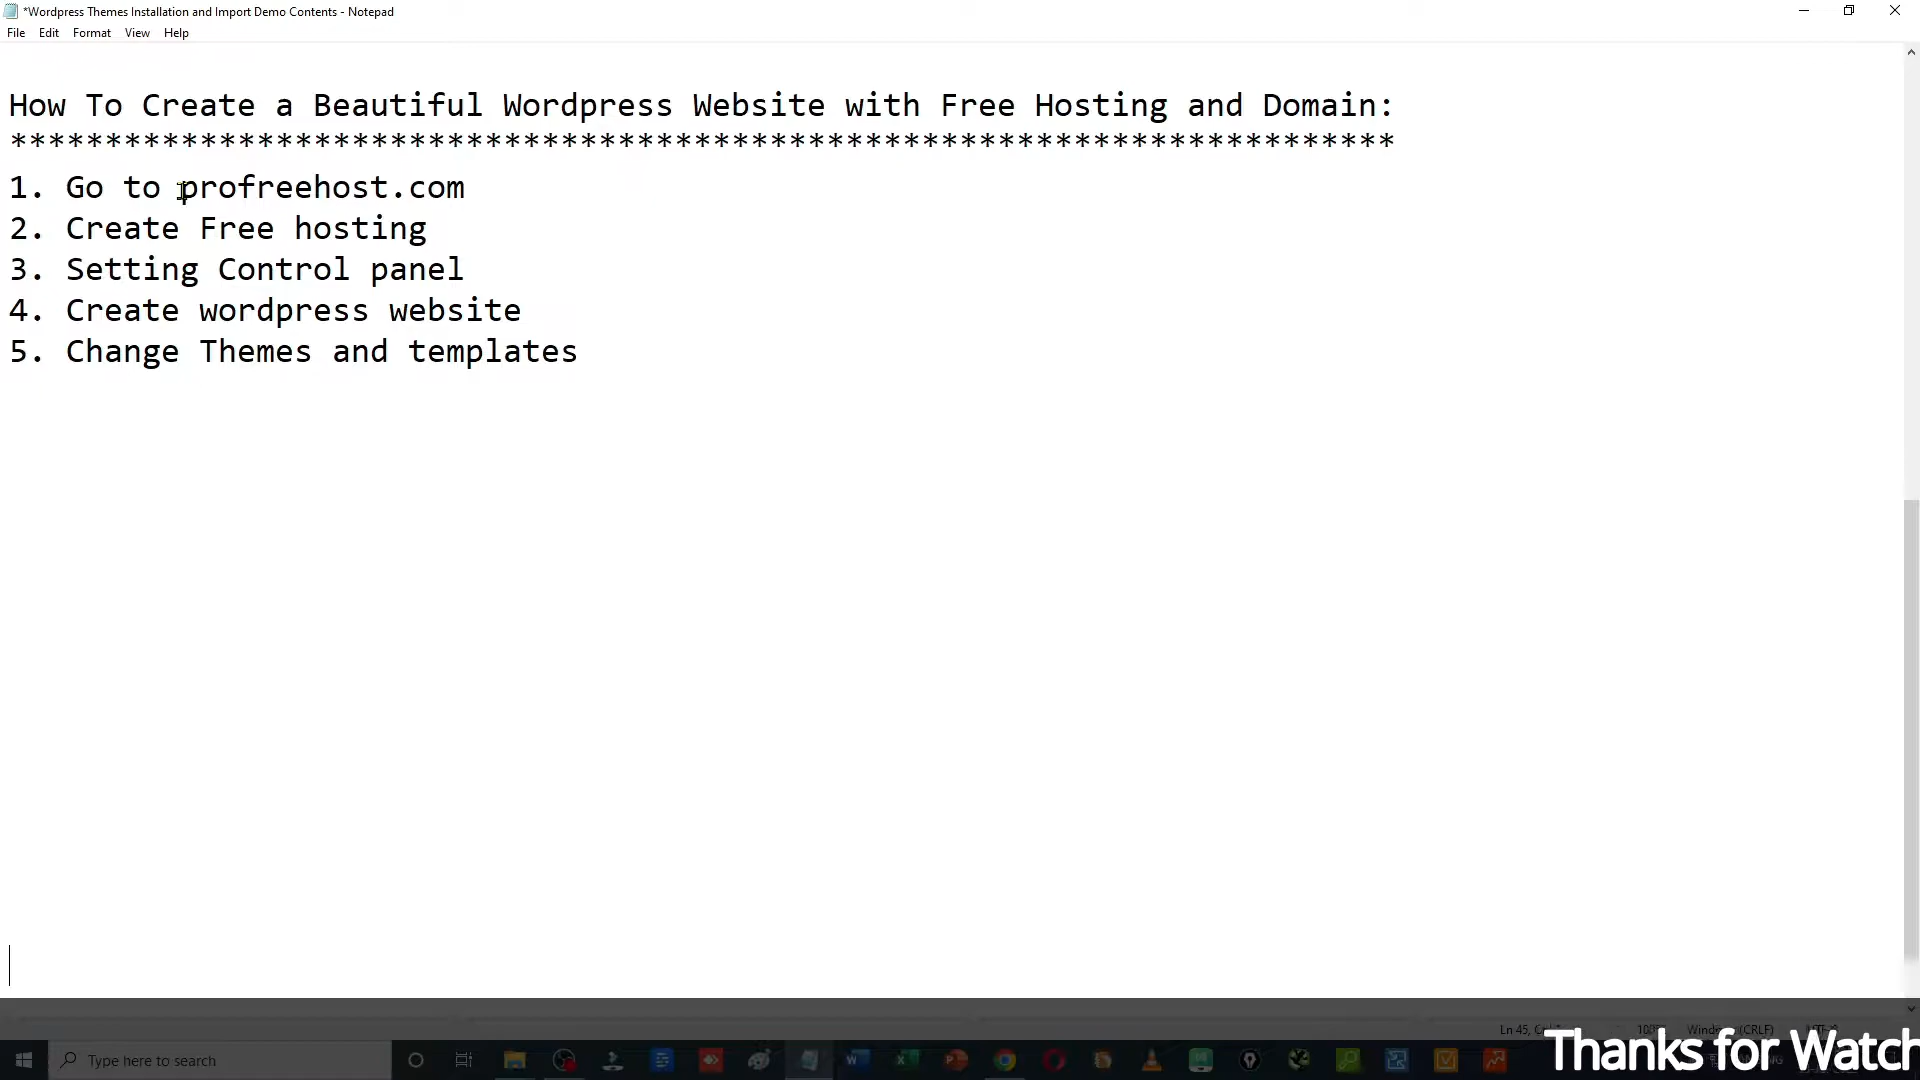 *Wordpress Themes Installation and Import Demo Contents - Notepad
File Edit Format View Help
How To Create a Beautiful Wordpress Website with Free Hosting and Domain:
*************************************************************************
1. Go to profreehost.com
2. Create Free hosting
3. Setting Control panel
4. Create wordpress website
5. Change Themes and templates
Ln 45,
Type here to search
Thanks for Watch